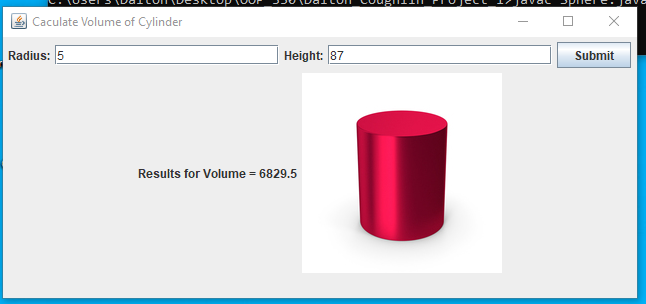 C:\Users\Dalton\Desktop\OOP_350\Dalton_Coughlin_Project_1>javac Sphere.java
Caculate Volume of Cylinder
Radius: 5 Height: 87 Submit
Results for Volume = 6829.5